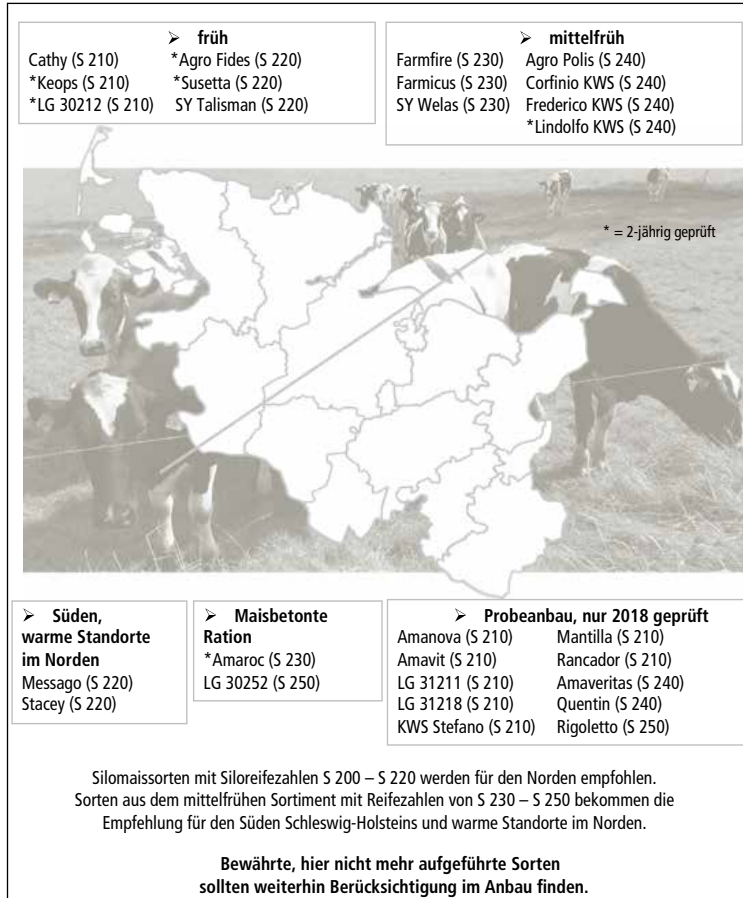 ➢ früh
Cathy (S 210)
*Keops (S 210)
*LG 30212 (S 210)
*Agro Fides (S 220)
*Susetta (S 220)
SY Talisman (S 220)
➢ mittelfrüh
Farmfire (S 230)
Farmicus (S 230)
SY Welas (S 230)
Agro Polis (S 240)
Corfinio KWS (S 240)
Frederico KWS (S 240)
*Lindolfo KWS (S 240)
* = 2-jährig geprüft
➢ Süden,
warme Standorte
im Norden
Messago (S 220)
Stacey (S 220)
➢ Maisbetonte
Ration
*Amaroc (S 230)
LG 30252 (S 250)
➢ Probeanbau, nur 2018 geprüft
Amanova (S 210)
Amavit (S 210)
LG 31211 (S 210)
LG 31218 (S 210)
KWS Stefano (S 210)
Mantilla (S 210)
Rancador (S 210)
Amaveritas (S 240)
Quentin (S 240)
Rigoletto (S 250)
Silomaissorten mit Siloreifezahlen S 200 – S 220 werden für den Norden empfohlen.
Sorten aus dem mittelfrühen Sortiment mit Reifezahlen von S 230 – S 250 bekommen die
Empfehlung für den Süden Schleswig-Holsteins und warme Standorte im Norden.
Bewährte, hier nicht mehr aufgeführte Sorten
sollten weiterhin Berücksichtigung im Anbau finden.